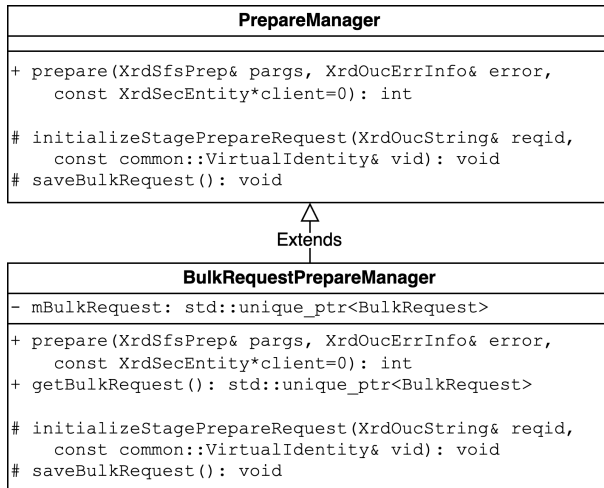 PrepareManager
+ prepare(XrdSfsPrep& pargs, XrdOucErrInfo& error,
const XrdSecEntity*client=0): int
# initializeStagePrepareRequest(XrdOucString& reqid,
const common::VirtualIdentity& vid): void
# saveBulkRequest(): void
Extends
BulkRequestPrepareManager
- mBulkRequest: std::unique_ptr<BulkRequest>
+ prepare(XrdSfsPrep& pargs, XrdOucErrInfo& error,
const XrdSecEntity*client=0): int
+ getBulkRequest(): std::unique_ptr<BulkRequest>
# initializeStagePrepareRequest(XrdOucString& reqid,
const common::VirtualIdentity& vid): void
# saveBulkRequest(): void